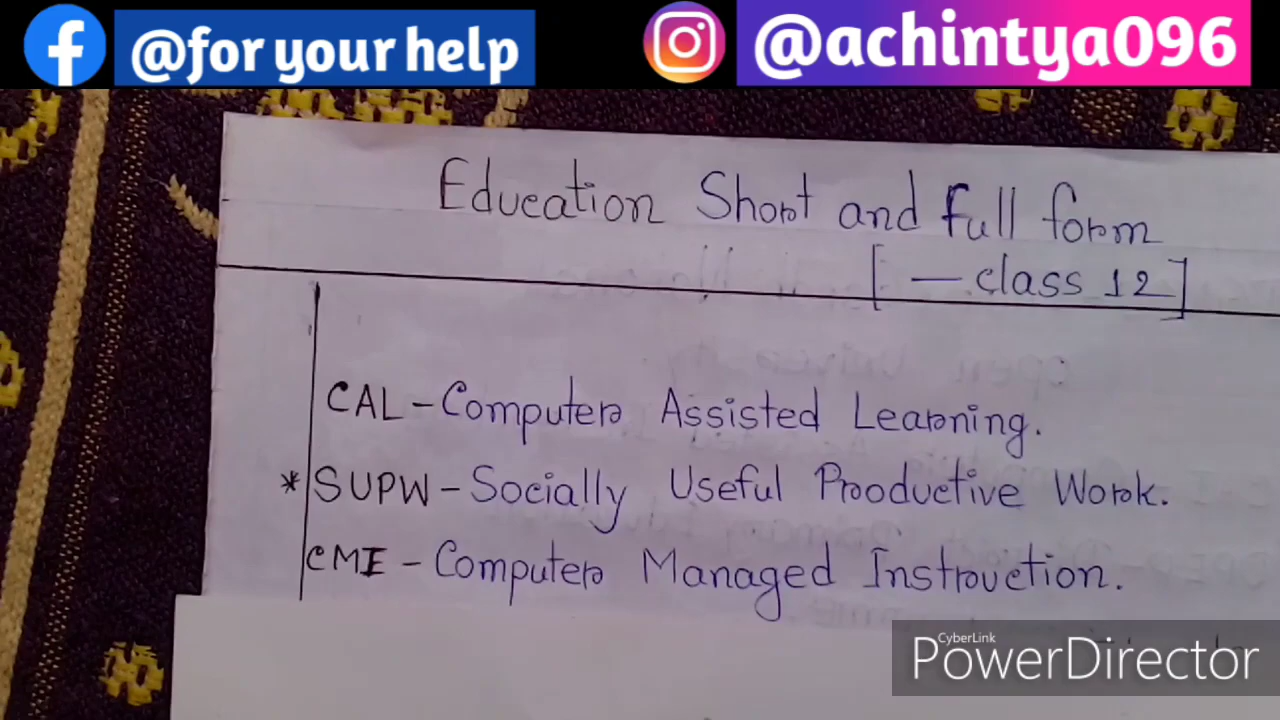 @for your help
@achintya096
Education Short and full form
[ — class 12 ]
CAL - Computer Assisted Learning.
* SUPW - Socially Useful Productive Work.
CME - Computer Managed Instruction.
CyberLink
PowerDirector